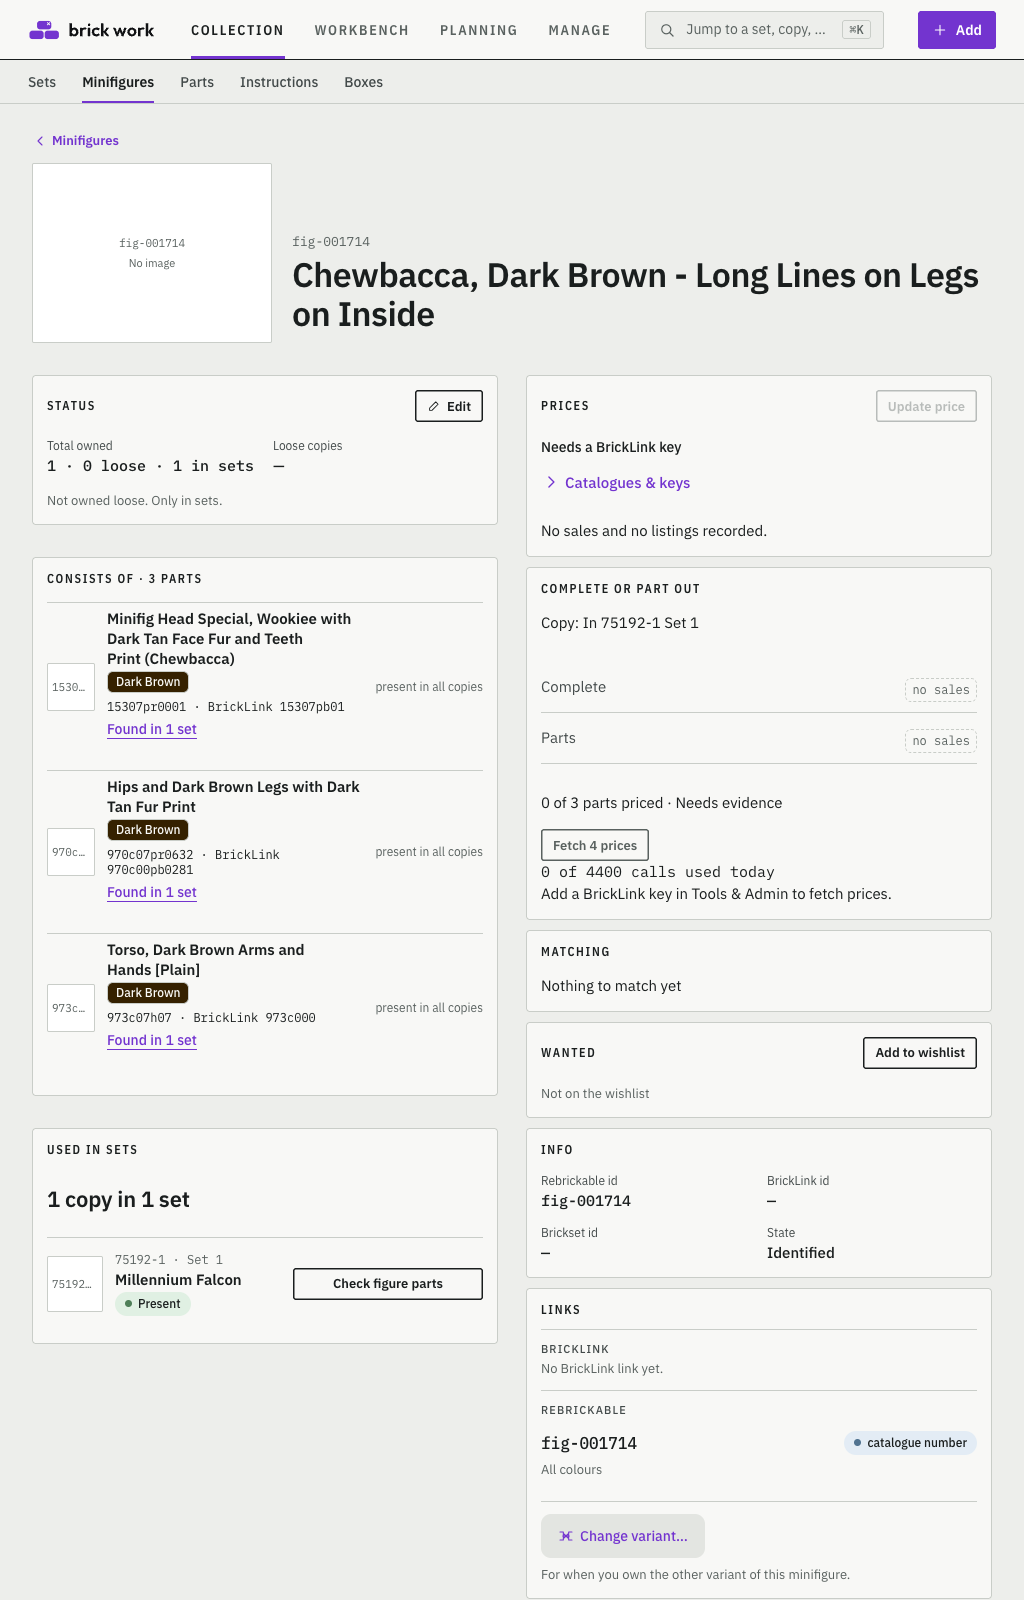 brick work
COLLECTION
WORKBENCH
PLANNING
MANAGE
Jump to a set, copy, ...
⌘K
Add
Sets
Minifigures
Parts
Instructions
Boxes
Minifigures
fig-001714
No image
fig-001714
Chewbacca, Dark Brown - Long Lines on Legs
on Inside
STATUS
Edit
Total owned
Loose copies
1 · 0 loose · 1 in sets
—
Not owned loose. Only in sets.
CONSISTS OF · 3 PARTS
Minifig Head Special, Wookiee with
Dark Tan Face Fur and Teeth
Print (Chewbacca)
1530…
Dark Brown
present in all copies
15307pr0001 · BrickLink 15307pb01
Found in 1 set
Hips and Dark Brown Legs with Dark
Tan Fur Print
970c…
Dark Brown
present in all copies
970c07pr0632 · BrickLink
970c00pb0281
Found in 1 set
Torso, Dark Brown Arms and
Hands [Plain]
973c…
Dark Brown
present in all copies
973c07h07 · BrickLink 973c000
Found in 1 set
USED IN SETS
1 copy in 1 set
75192…
75192-1 · Set 1
Millennium Falcon
Present
Check figure parts
PRICES
Update price
Needs a BrickLink key
Catalogues & keys
No sales and no listings recorded.
COMPLETE OR PART OUT
Copy: In 75192-1 Set 1
Complete
no sales
Parts
no sales
0 of 3 parts priced · Needs evidence
Fetch 4 prices
0 of 4400 calls used today
Add a BrickLink key in Tools & Admin to fetch prices.
MATCHING
Nothing to match yet
WANTED
Add to wishlist
Not on the wishlist
INFO
Rebrickable id
BrickLink id
fig-001714
—
Brickset id
State
—
Identified
LINKS
BRICKLINK
No BrickLink link yet.
REBRICKABLE
fig-001714
catalogue number
All colours
Change variant…
For when you own the other variant of this minifigure.